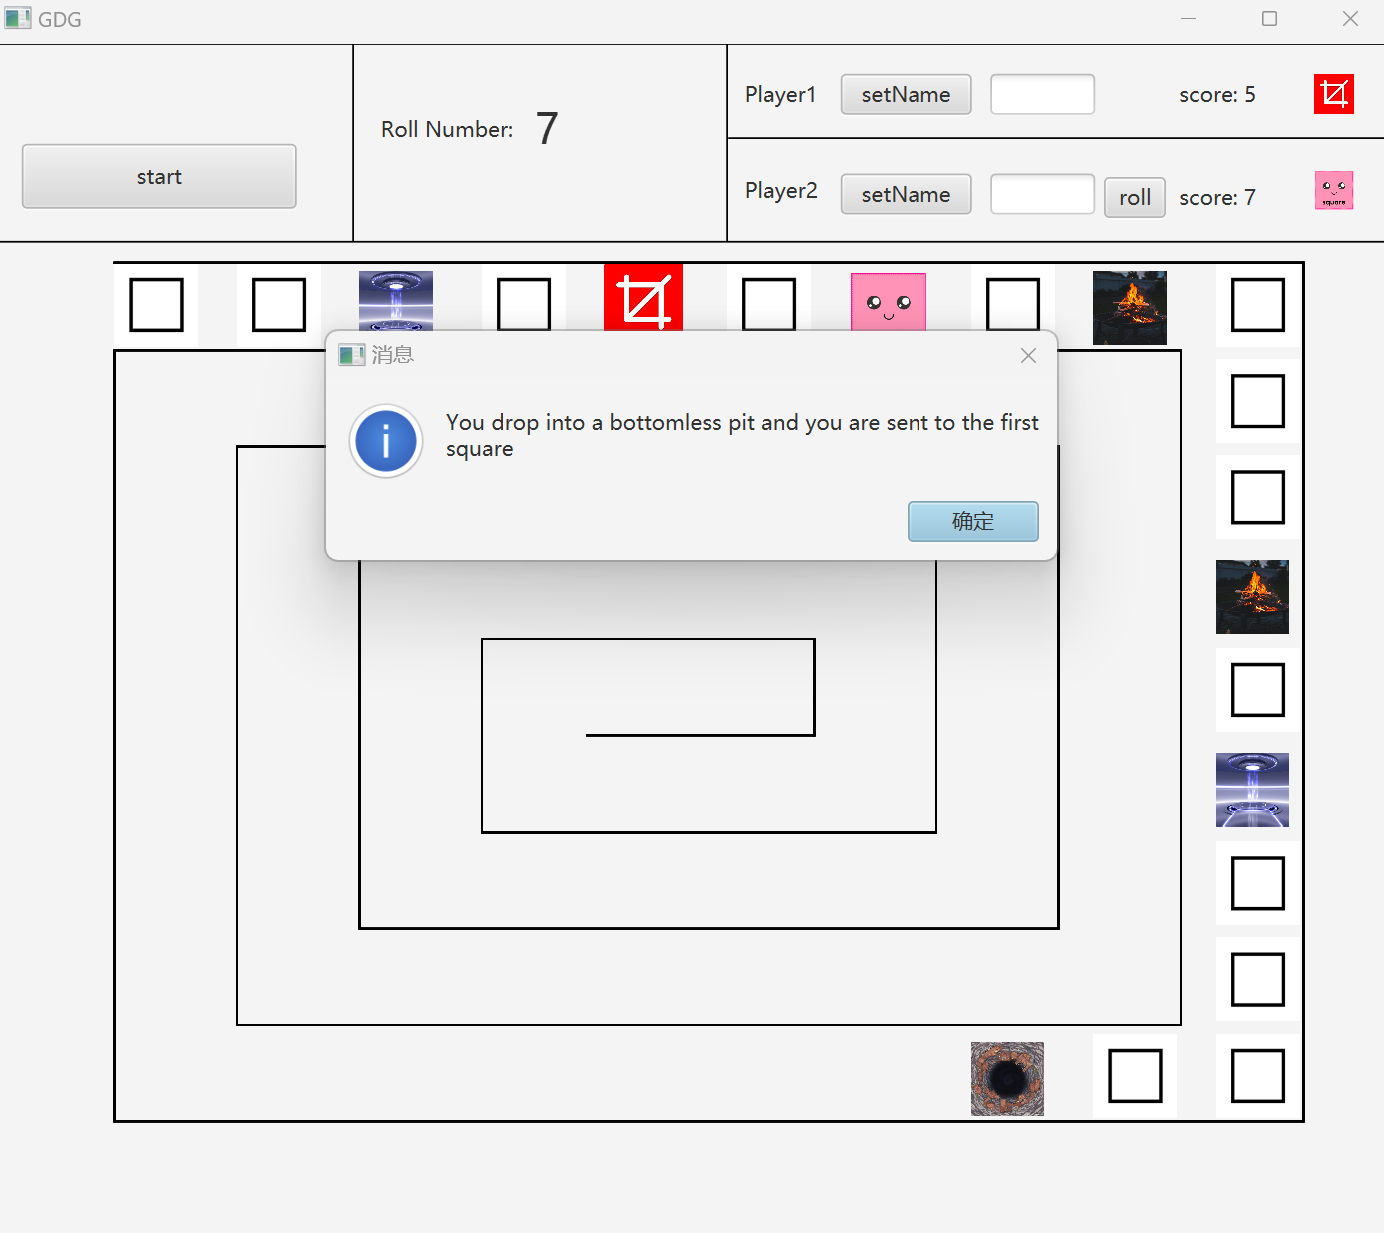 GDG
start
Roll Number: 7
Player1 setName score: 5
Player2 setName roll score: 7
square
消息
You drop into a bottomless pit and you are sent to the first
square
确定